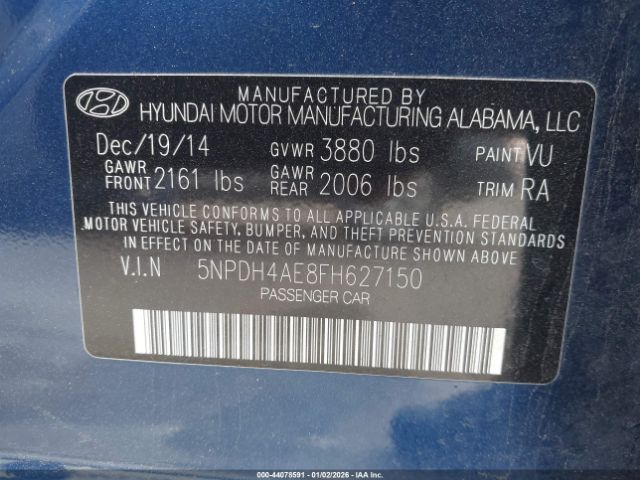 MANUFACTURED BY
HYUNDAI MOTOR MANUFACTURING ALABAMA, LLC
Dec/19/14 GVWR 3880 lbs PAINT VU
GAWR FRONT 2161 lbs GAWR REAR 2006 lbs TRIM RA
THIS VEHICLE CONFORMS TO ALL APPLICABLE U.S.A. FEDERAL
MOTOR VEHICLE SAFETY, BUMPER, AND THEFT PREVENTION STANDARDS
IN EFFECT ON THE DATE OF MANUFACTURE SHOWN ABOVE.
V.I.N 5NPDH4AE8FH627150
PASSENGER CAR
© IAA - 44078591 - 01/02/2026 - IAAI.COM